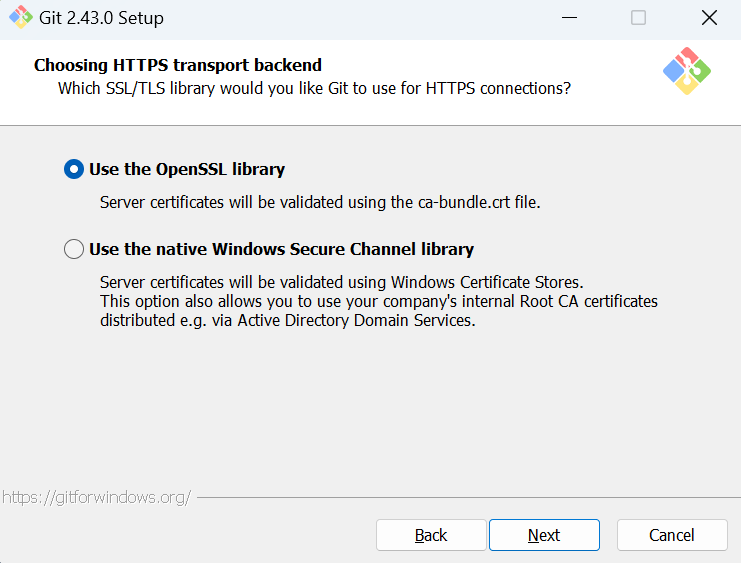 Git 2.43.0 Setup
Choosing HTTPS transport backend
Which SSL/TLS library would you like Git to use for HTTPS connections?
Use the OpenSSL library
Server certificates will be validated using the ca-bundle.crt file.
Use the native Windows Secure Channel library
Server certificates will be validated using Windows Certificate Stores.
This option also allows you to use your company's internal Root CA certificates
distributed e.g. via Active Directory Domain Services.
https://gitforwindows.org/
Back Next Cancel